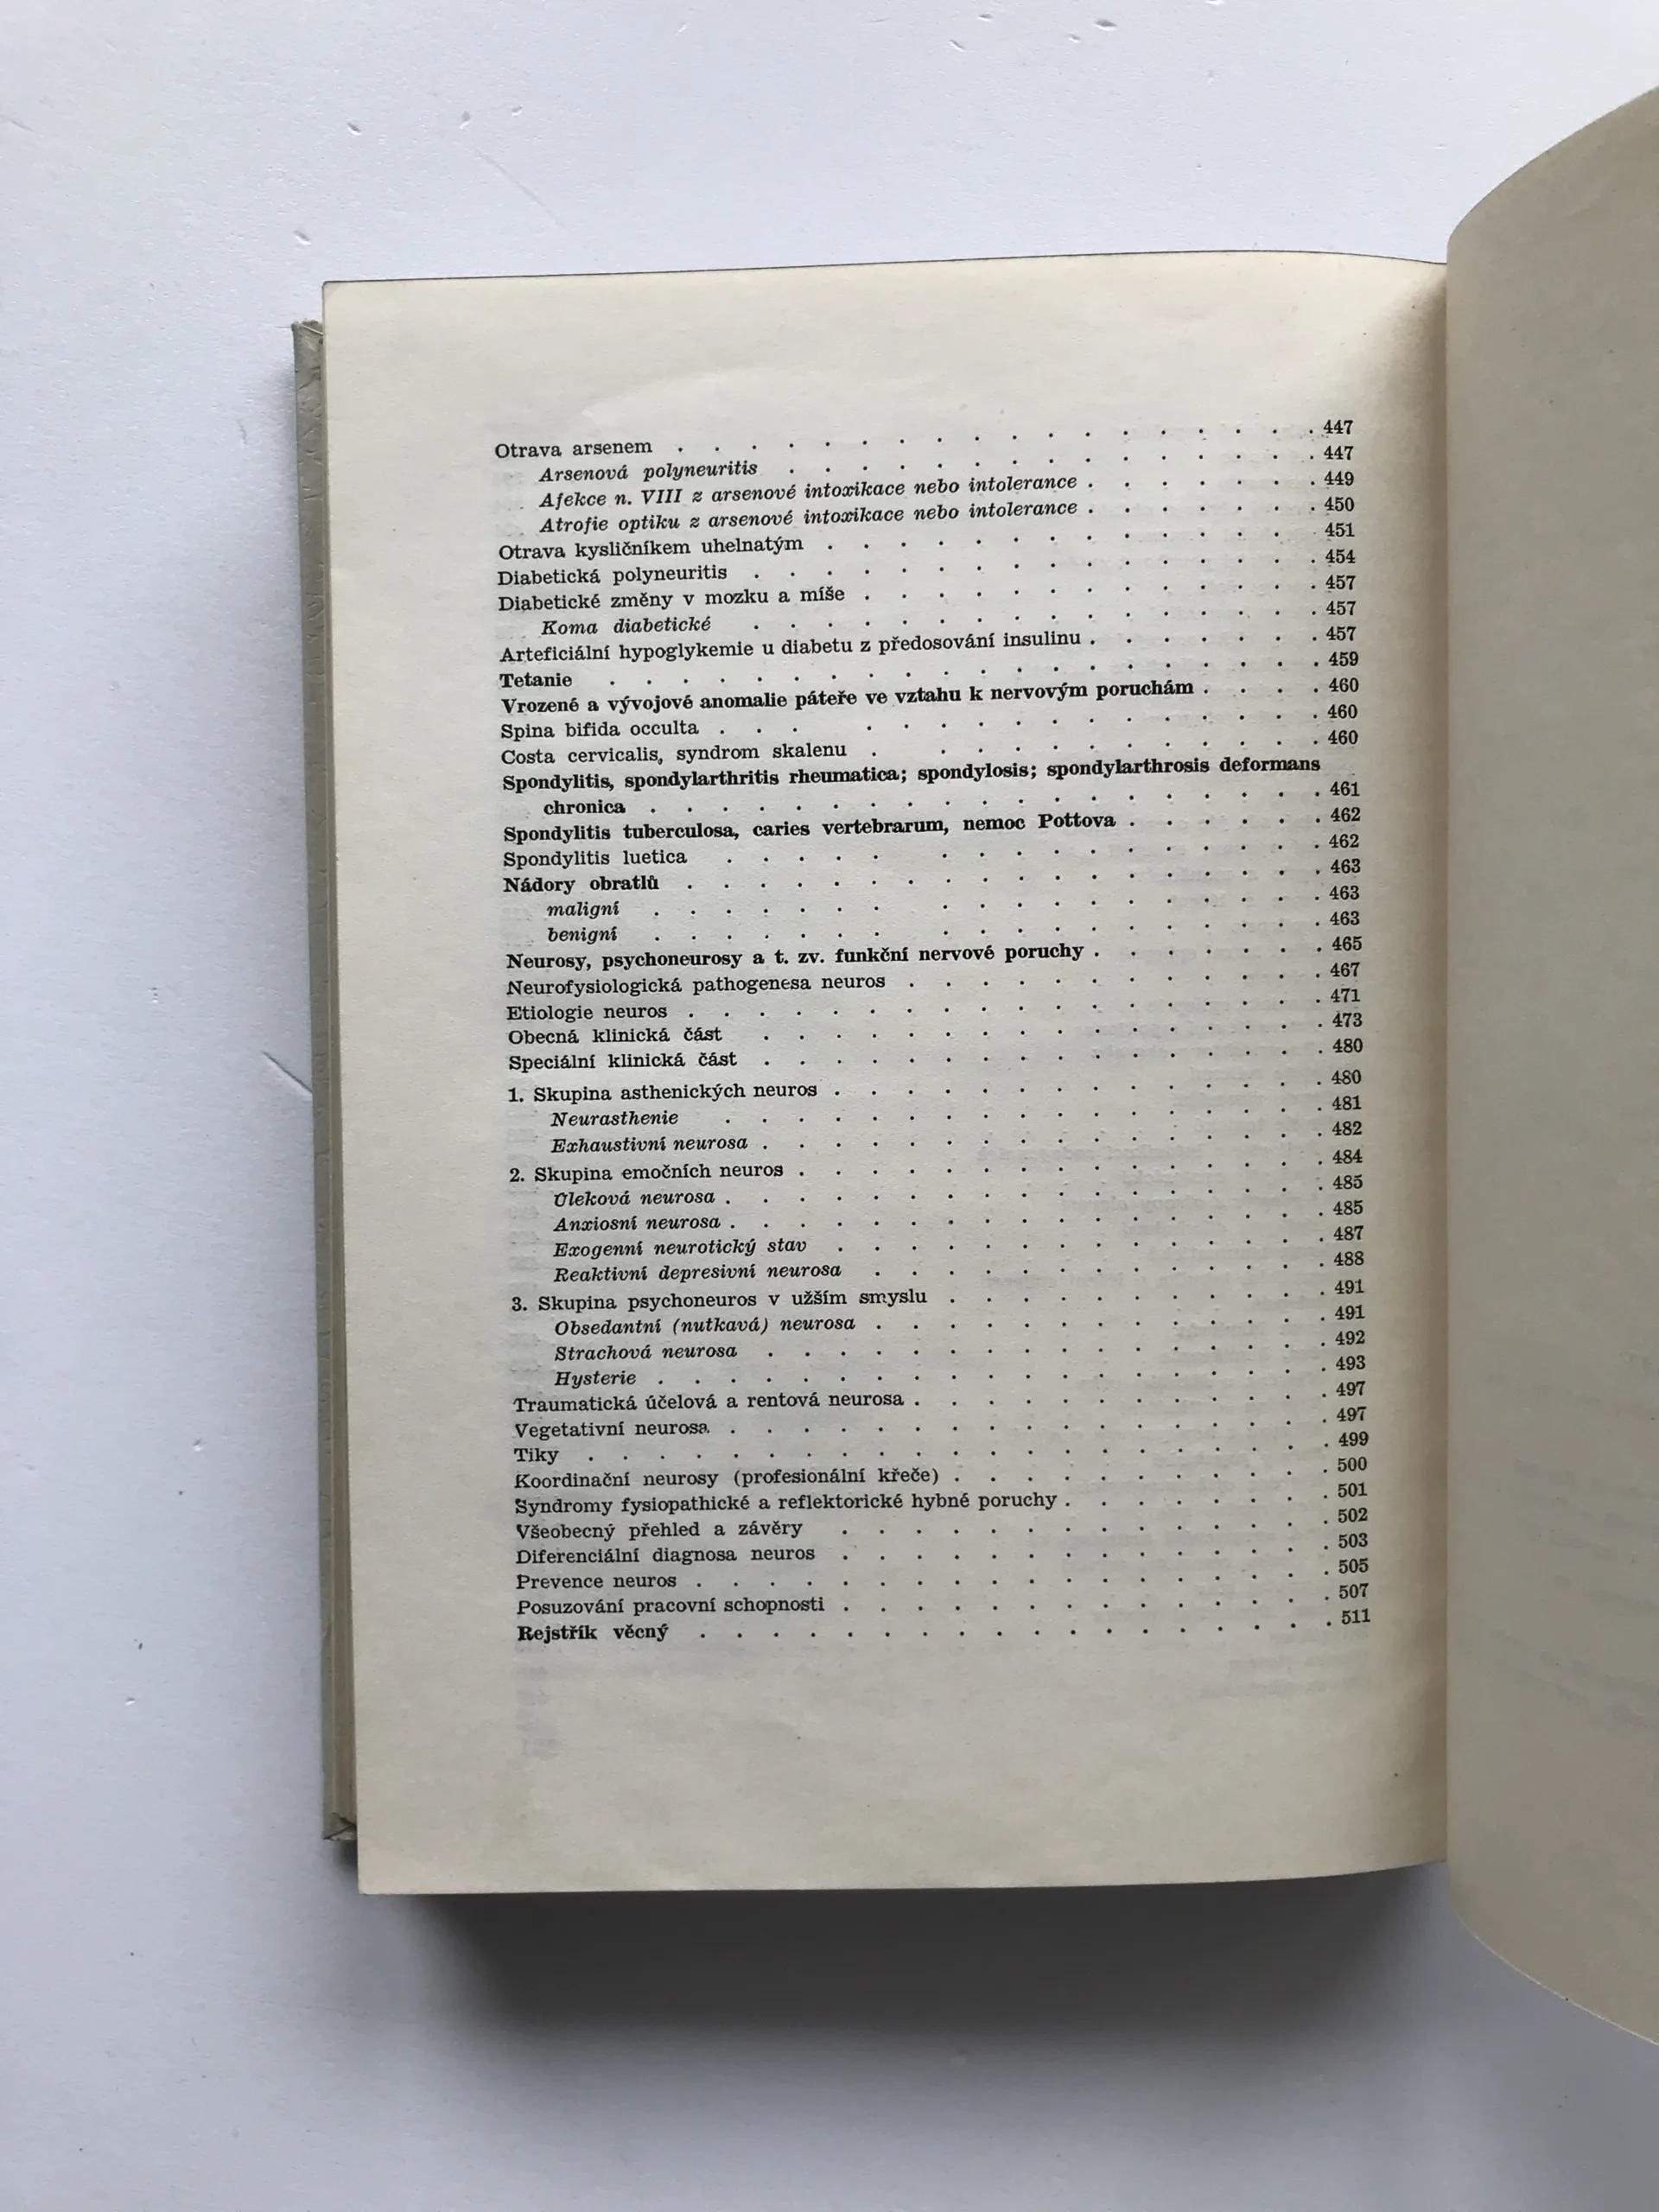 Otrava arsenem . . . . . . . . . . . . . . . . . . 447
Arsenová polyneuritis . . . . . . . . . . . . . . . 447
Afekce n. VIII z arsenové intoxikace nebo intolerance . . . . . . . 449
Atrofie optiku z arsenové intoxikace nebo intolerance . . . . . . . 450
Otrava kysličníkem uhelnatým . . . . . . . . . . . . . . 451
Diabetická polyneuritis . . . . . . . . . . . . . . . . 454
Diabetické změny v mozku a míše . . . . . . . . . . . . . 457
Koma diabetické . . . . . . . . . . . . . . . . 457
Arteficiální hypoglykemie u diabetu z předosování insulinu . . . . . . . 457
Tetanie . . . . . . . . . . . . . . . . . . . . 459
Vrozené a vývojové anomalie páteře ve vztahu k nervovým poruchám . . . . 460
Spina bifida occulta . . . . . . . . . . . . . . . . 460
Costa cervicalis, syndrom skalenu . . . . . . . . . . . . 460
Spondylitis, spondylarthritis rheumatica; spondylosis; spondylarthrosis deformans
chronica . . . . . . . . . . . . . . . . . . . 461
Spondylitis tuberculosa, caries vertebrarum, nemoc Pottova . . . . . . 462
Spondylitis luetica . . . . . . . . . . . . . . . . 462
Nádory obratlů . . . . . . . . . . . . . . . . . . 463
maligní . . . . . . . . . . . . . . . . . . 463
benigní . . . . . . . . . . . . . . . . . . 463
Neurosy, psychoneurosy a t. zv. funkční nervové poruchy . . . . . . . 465
Neurofysiologická pathogenesa neuros . . . . . . . . . . . . 467
Etiologie neuros . . . . . . . . . . . . . . . . . . 471
Obecná klinická část . . . . . . . . . . . . . . . . 473
Speciální klinická část . . . . . . . . . . . . . . . . 480
1. Skupina asthenických neuros . . . . . . . . . . . . . . 480
Neurasthenie . . . . . . . . . . . . . . . . . 481
Exhaustivní neurosa . . . . . . . . . . . . . . . . 482
2. Skupina emočních neuros . . . . . . . . . . . . . . . 484
Úleková neurosa . . . . . . . . . . . . . . . . . 485
Anxiosní neurosa . . . . . . . . . . . . . . . . . 485
Exogenní neurotický stav . . . . . . . . . . . . . . 487
Reaktivní depresivní neurosa . . . . . . . . . . . . . 488
3. Skupina psychoneuros v užším smyslu . . . . . . . . . . . 491
Obsedantní (nutkavá) neurosa . . . . . . . . . . . . . 491
Strachová neurosa . . . . . . . . . . . . . . . . 492
Hysterie . . . . . . . . . . . . . . . . . . . 493
Traumatická účelová a rentová neurosa . . . . . . . . . . . . 497
Vegetativní neurosa . . . . . . . . . . . . . . . . . 497
Tiky . . . . . . . . . . . . . . . . . . . . . 499
Koordinační neurosy (profesionální křeče) . . . . . . . . . . . 500
Syndromy fysiopathické a reflektorické hybné poruchy . . . . . . . . 501
Všeobecný přehled a závěry . . . . . . . . . . . . . . 502
Diferenciální diagnosa neuros . . . . . . . . . . . . . . 503
Prevence neuros . . . . . . . . . . . . . . . . . . 505
Posuzování pracovní schopnosti . . . . . . . . . . . . . . 507
Rejstřík věcný . . . . . . . . . . . . . . . . . . 511